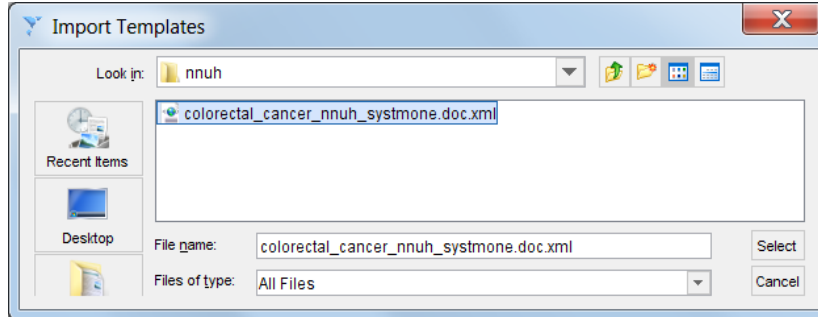 Import Templates
Look in: nnuh
colorectal_cancer_nnuh_systmone.doc.xml
Recent Items
Desktop
File name: colorectal_cancer_nnuh_systmone.doc.xml Select
Files of type: All Files Cancel